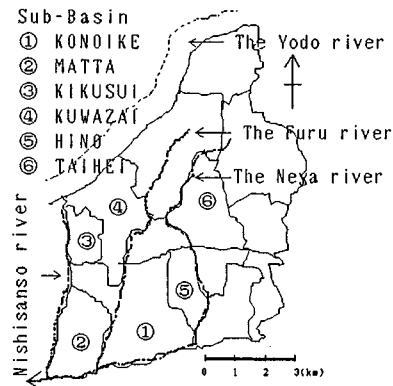 Sub-Basin
① KONOIKE
② MATTA
③ KIKUSUI
④ KUWAZAI
⑤ HINO
⑥ TAIHEI
The Yodo river
The Furu river
The Neya river
Nishisanso river
④
⑥
③
⑤
②
①
0 1 2 3(km)